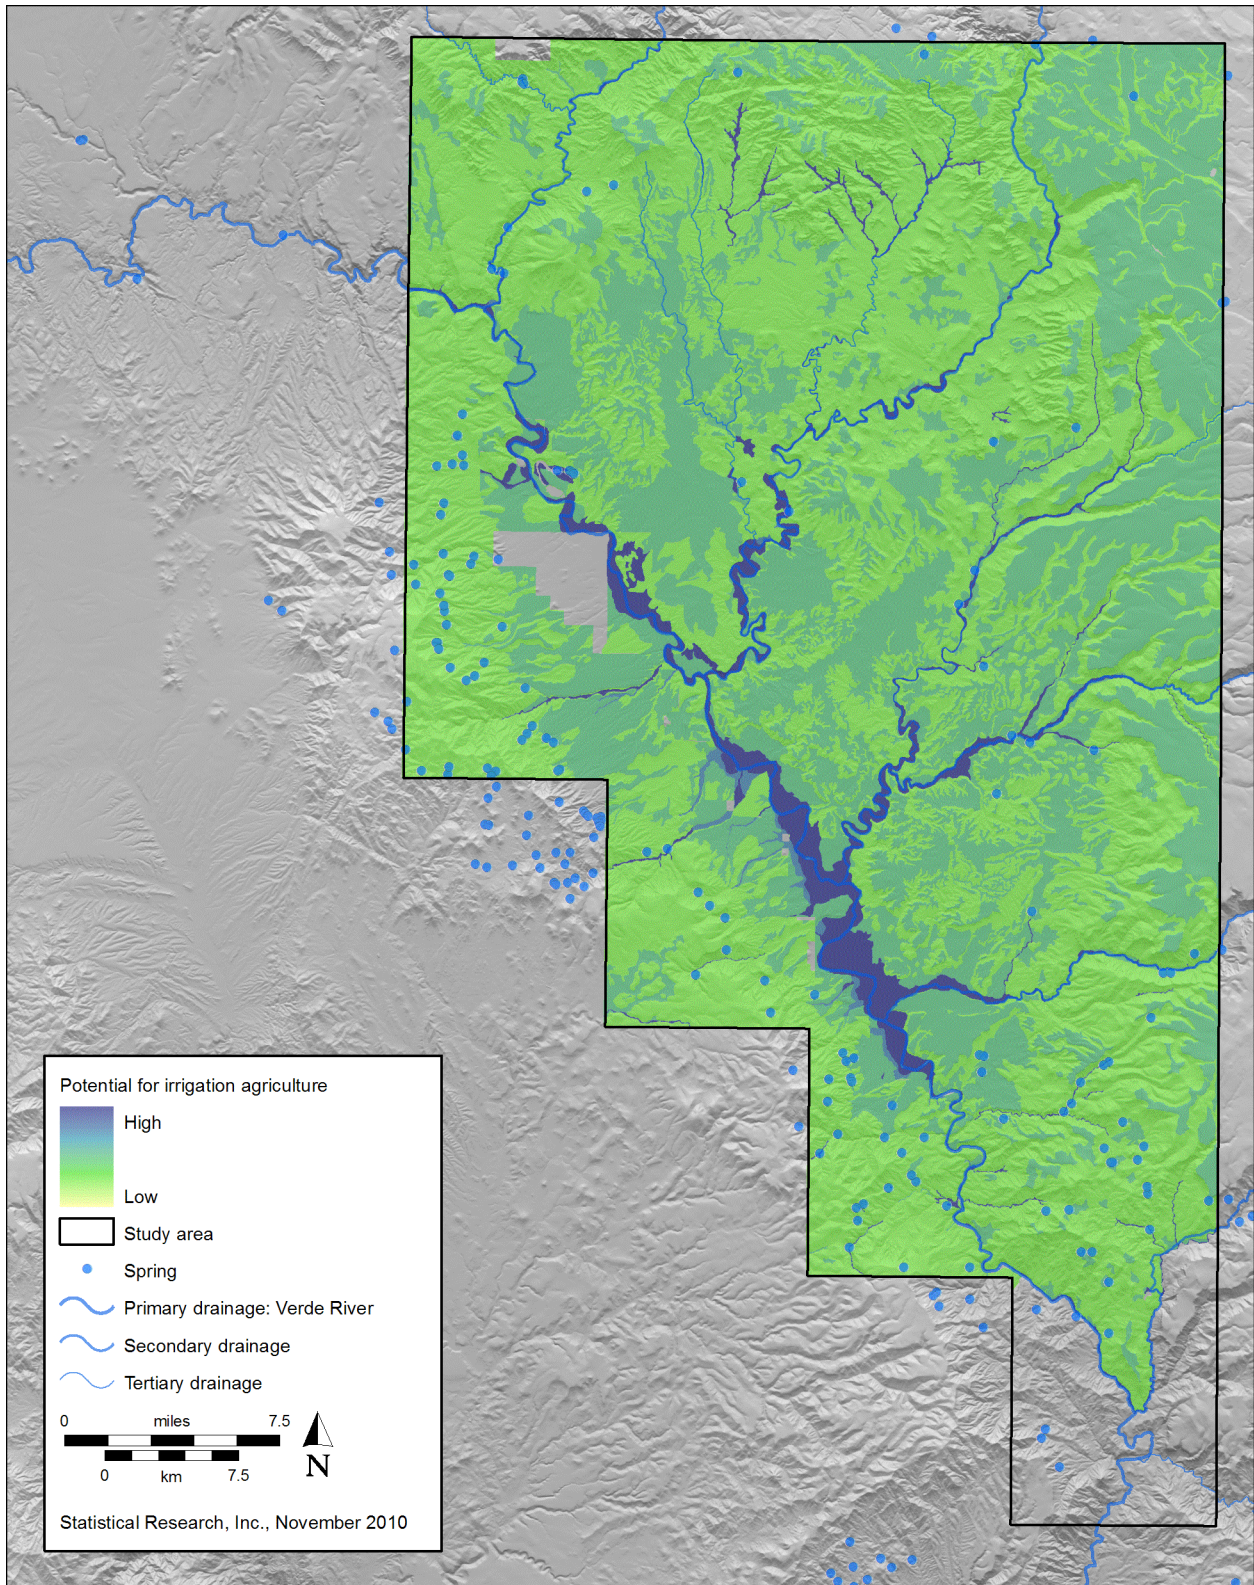 Potential for irrigation agriculture
High
Low
Study area
Spring
Primary drainage: Verde River
Secondary drainage
Tertiary drainage
0 miles 7.5
0 km 7.5
N
Statistical Research, Inc., November 2010